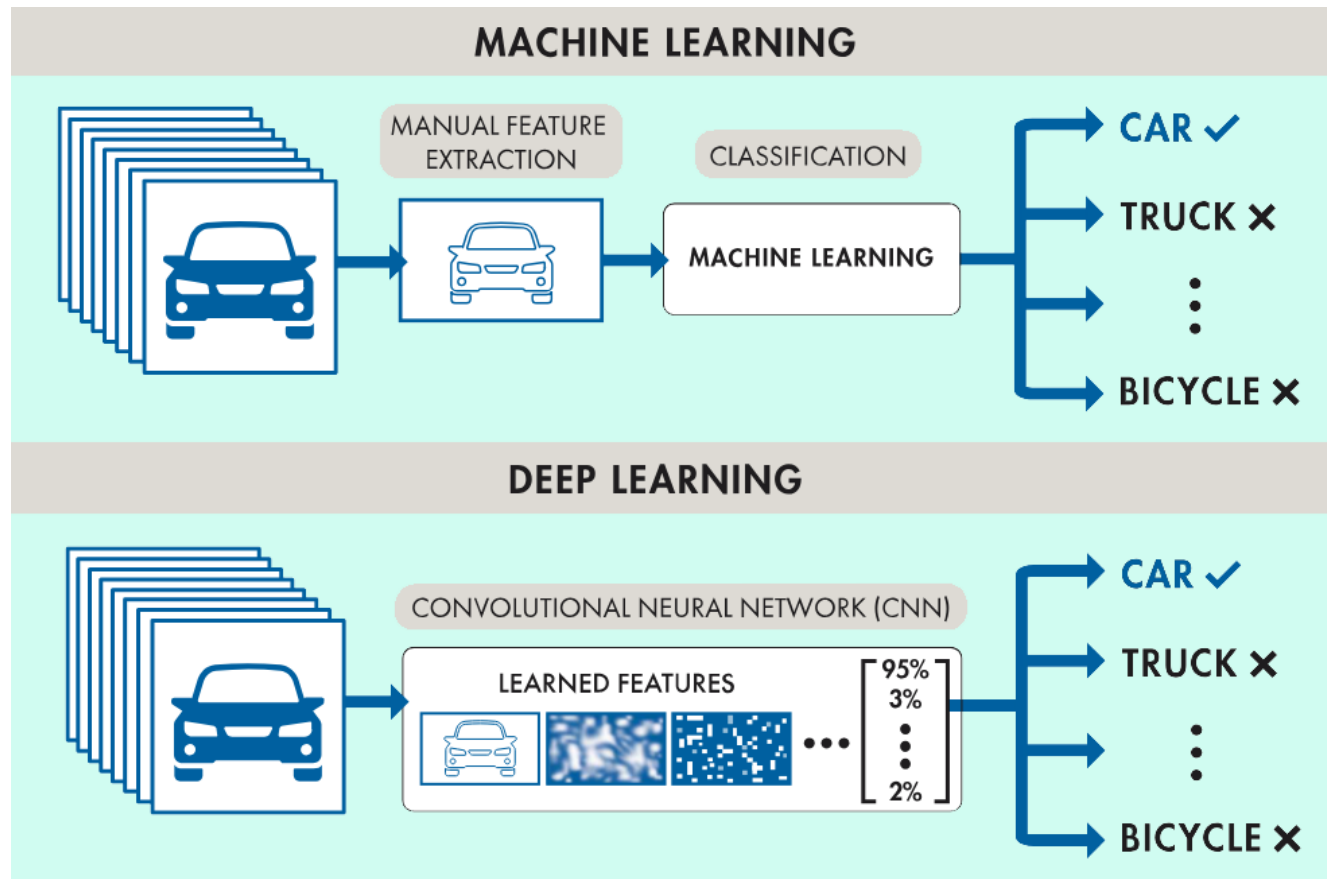 MACHINE LEARNING
MANUAL FEATURE
EXTRACTION
CLASSIFICATION
MACHINE LEARNING
CAR ✓
TRUCK ✕
⋮
BICYCLE ✕
DEEP LEARNING
CONVOLUTIONAL NEURAL NETWORK (CNN)
LEARNED FEATURES
95%
3%
⋮
2%
CAR ✓
TRUCK ✕
⋮
BICYCLE ✕